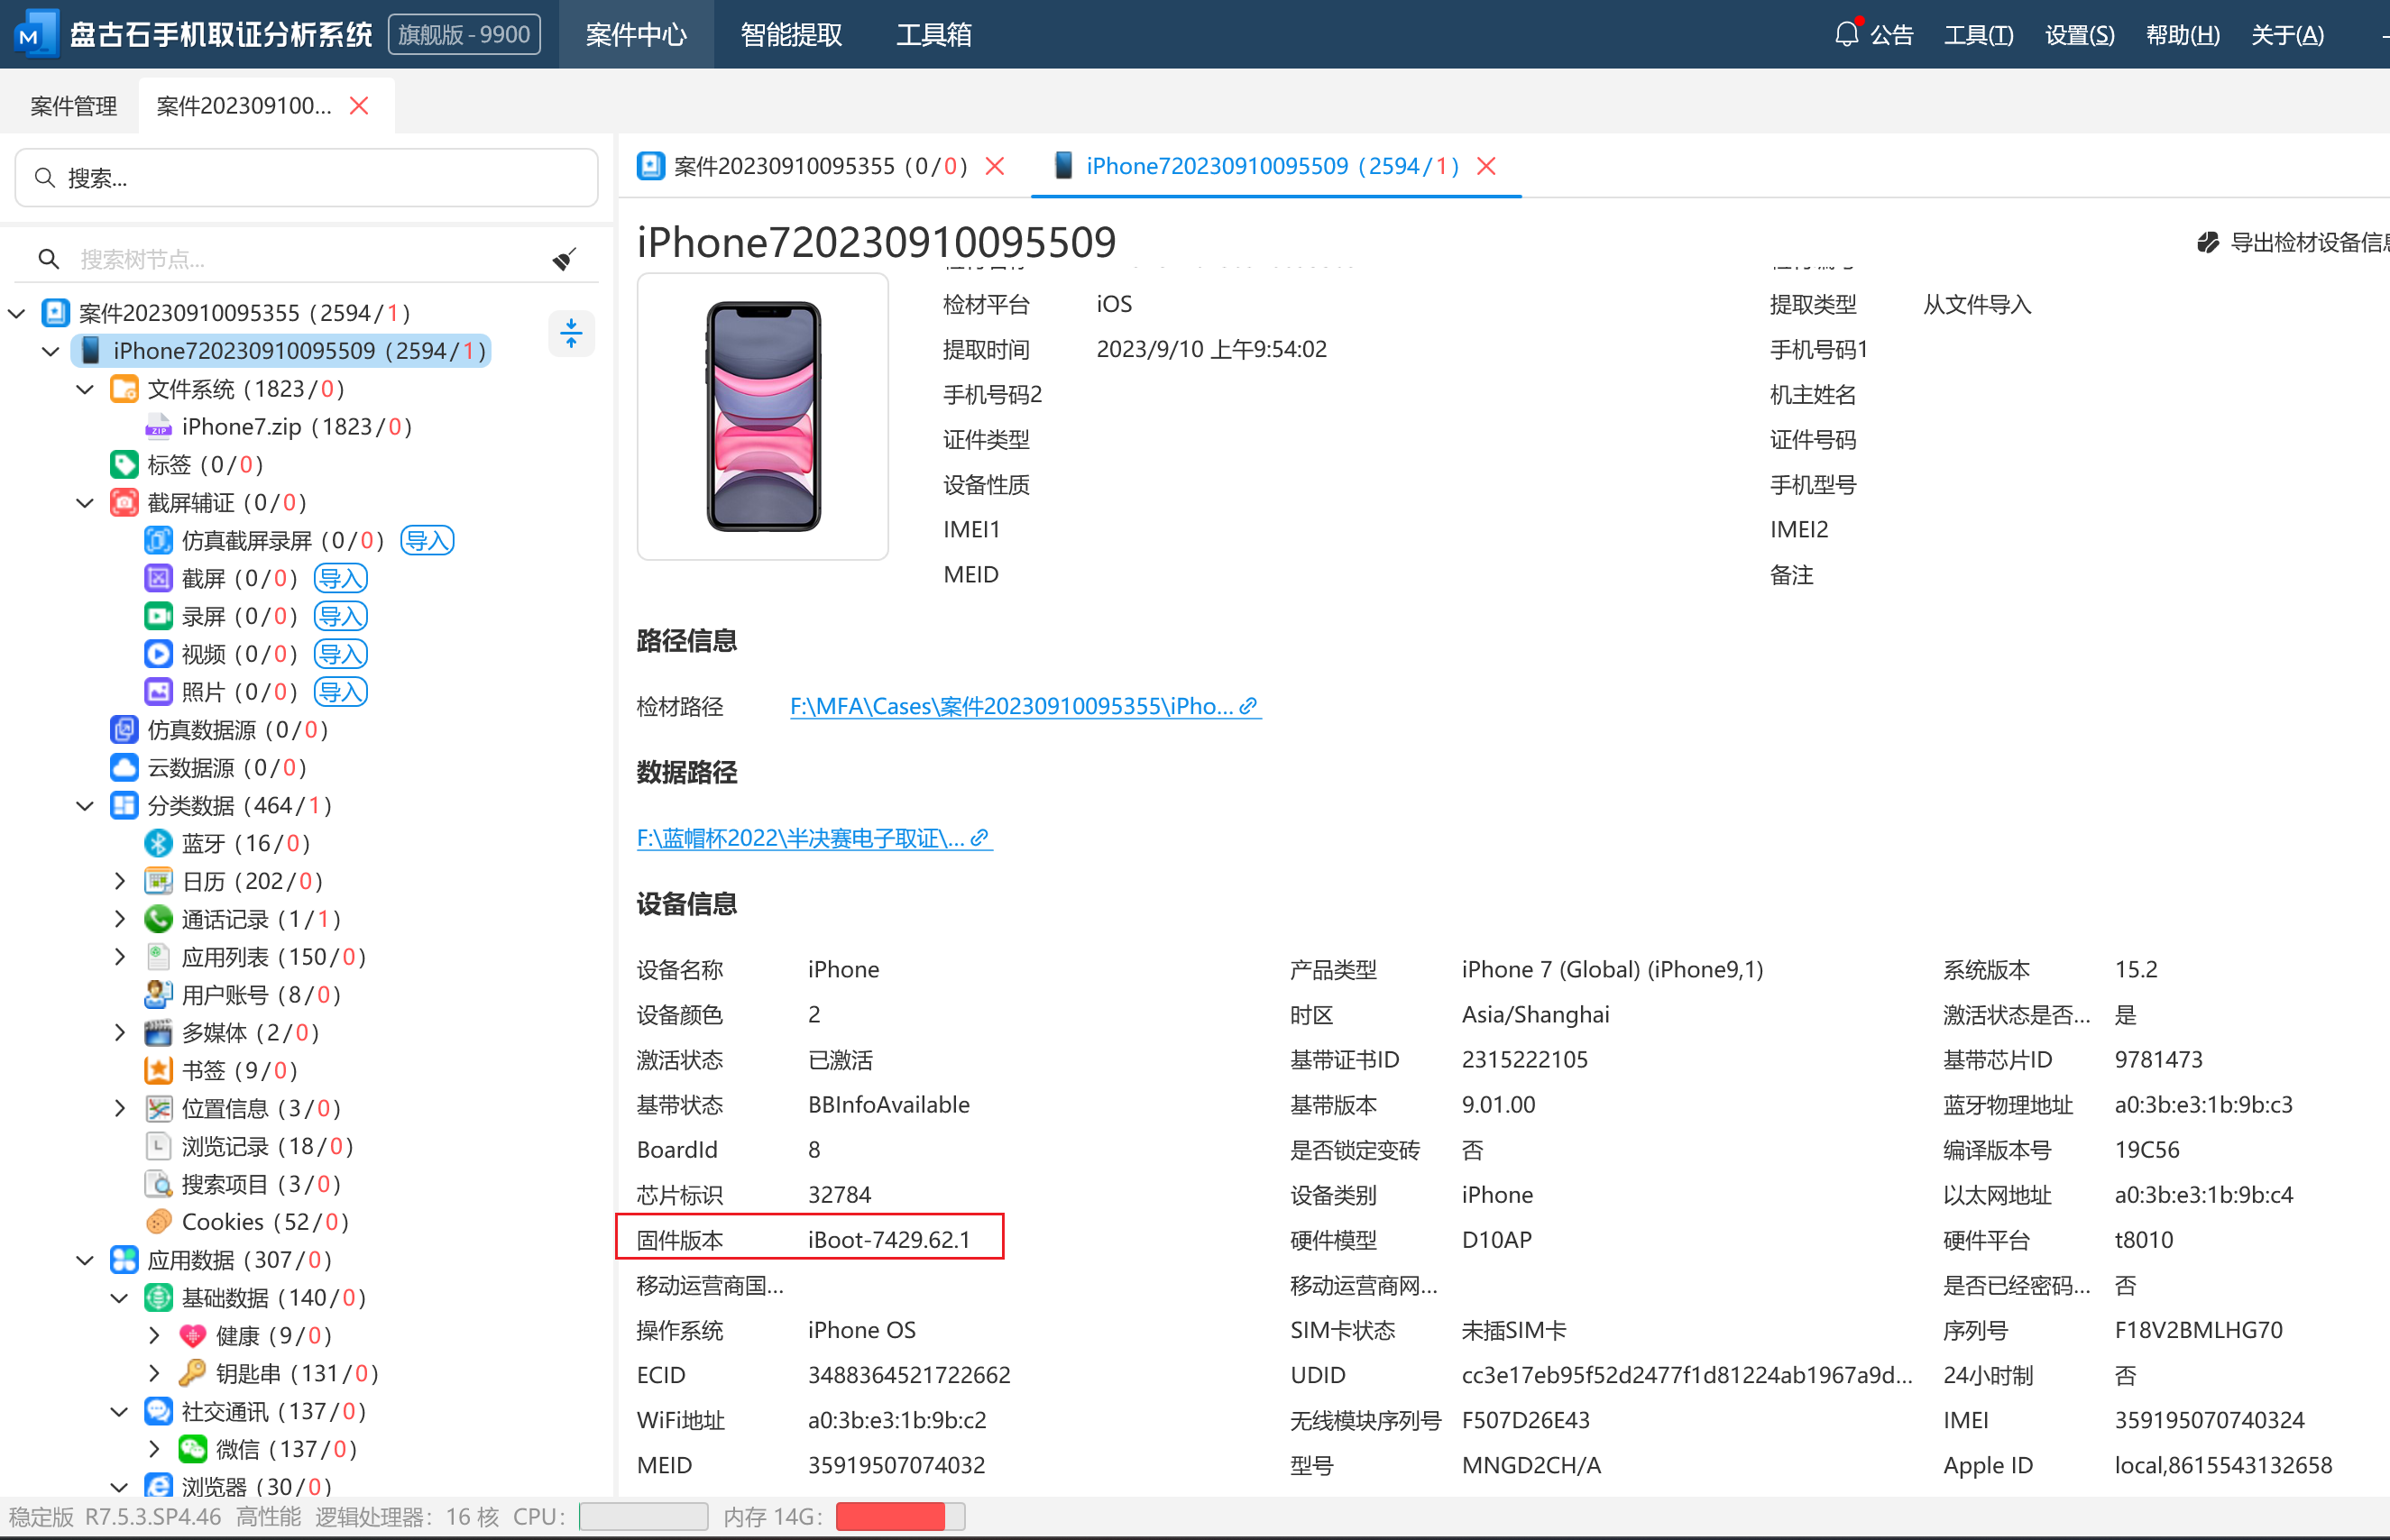 盘古石手机取证分析系统 旗舰版 - 9900 案件中心 智能提取 工具箱 公告 工具(T) 设置(S) 帮助(H) 关于(A)
案件管理 案件202309100...
搜索...
搜索树节点...
案件20230910095355 (2594/1)
iPhone720230910095509 (2594/1)
文件系统 (1823/0)
iPhone7.zip (1823/0)
标签 (0/0)
截屏辅证 (0/0)
仿真截屏录屏 (0/0) 导入
截屏 (0/0) 导入
录屏 (0/0) 导入
视频 (0/0) 导入
照片 (0/0) 导入
仿真数据源 (0/0)
云数据源 (0/0)
分类数据 (464/1)
蓝牙 (16/0)
日历 (202/0)
通话记录 (1/1)
应用列表 (150/0)
用户账号 (8/0)
多媒体 (2/0)
书签 (9/0)
位置信息 (3/0)
浏览记录 (18/0)
搜索项目 (3/0)
Cookies (52/0)
应用数据 (307/0)
基础数据 (140/0)
健康 (9/0)
钥匙串 (131/0)
社交通讯 (137/0)
微信 (137/0)
浏览器 (30/0)
案件20230910095355 (0/0) iPhone720230910095509 (2594/1)
iPhone720230910095509 导出检材设备信息
检材平台 iOS 提取类型 从文件导入
提取时间 2023/9/10 上午9:54:02 手机号码1
手机号码2 机主姓名
证件类型 证件号码
设备性质 手机型号
IMEI1 IMEI2
MEID 备注
路径信息
检材路径 F:\MFA\Cases\案件20230910095355\iPho...
数据路径
F:\蓝帽杯2022\半决赛电子取证\...
设备信息
设备名称 iPhone 产品类型 iPhone 7 (Global) (iPhone9,1) 系统版本 15.2
设备颜色 2 时区 Asia/Shanghai 激活状态是否... 是
激活状态 已激活 基带证书ID 2315222105 基带芯片ID 9781473
基带状态 BBInfoAvailable 基带版本 9.01.00 蓝牙物理地址 a0:3b:e3:1b:9b:c3
BoardId 8 是否锁定变砖 否 编译版本号 19C56
芯片标识 32784 设备类别 iPhone 以太网地址 a0:3b:e3:1b:9b:c4
固件版本 iBoot-7429.62.1 硬件模型 D10AP 硬件平台 t8010
移动运营商国... 移动运营商网... 是否已经密码... 否
操作系统 iPhone OS SIM卡状态 未插SIM卡 序列号 F18V2BMLHG70
ECID 3488364521722662 UDID cc3e17eb95f52d2477f1d81224ab1967a9d... 24小时制 否
WiFi地址 a0:3b:e3:1b:9b:c2 无线模块序列号 F507D26E43 IMEI 359195070740324
MEID 35919507074032 型号 MNGD2CH/A Apple ID local,8615543132658
稳定版 R7.5.3.SP4.46 高性能 逻辑处理器: 16 核 CPU: 内存 14G: